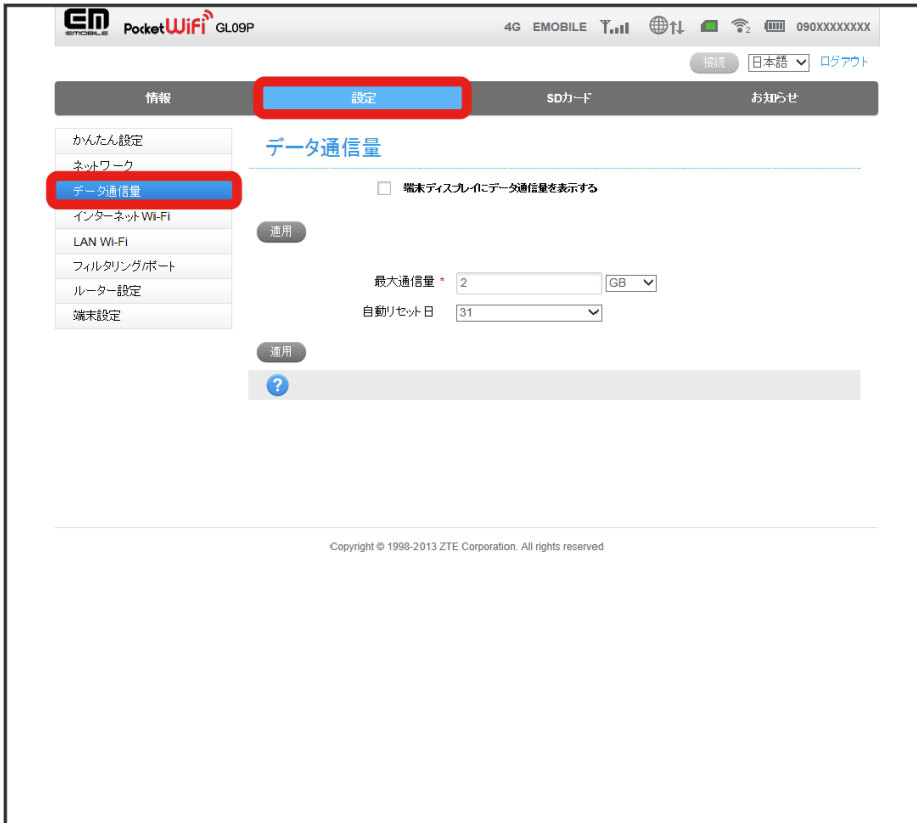 EM
EMOBILE
Pocket WiFi GL09P
4G EMOBILE 2 090XXXXXXXX
接続 日本語 ログアウト
情報 設定 SDカード お知らせ
かんたん設定
ネットワーク
データ通信量
インターネット Wi-Fi
LAN Wi-Fi
フィルタリング/ポート
ルーター設定
端末設定
データ通信量
端末ディスプレイにデータ通信量を表示する
適用
最大通信量 * 2 GB
自動リセット日 31
適用
?
Copyright © 1998-2013 ZTE Corporation. All rights reserved